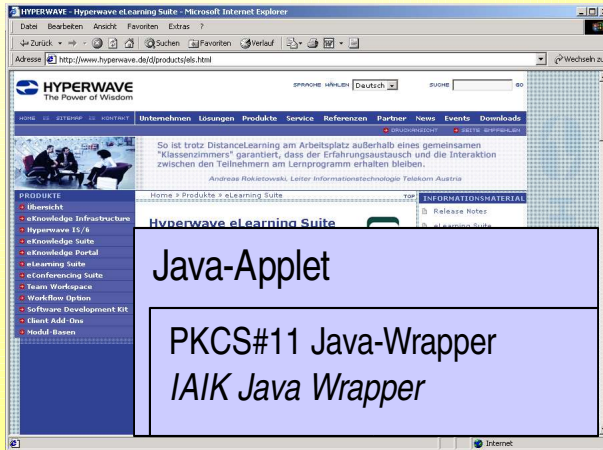 HYPERWAVE - Hyperwave eLearning Suite - Microsoft Internet Explorer
Datei Bearbeiten Ansicht Favoriten Extras ?
Zurück Suchen Favoriten Verlauf
Adresse http://www.hyperwave.de/d/products/els.html Wechseln zu
HYPERWAVE
The Power of Wisdom
SPRACHE WÄHLEN Deutsch SUCHE GO
HOME :: SITEMAP :: KONTAKT Unternehmen Lösungen Produkte Service Referenzen Partner News Events Downloads
DRUCKANSICHT SEITE EMPFEHLEN
So ist trotz DistanceLearning am Arbeitsplatz außerhalb eines gemeinsamen
"Klassenzimmers" garantiert, dass der Erfahrungsaustausch und die Interaktion
zwischen den Teilnehmern am Lernprogramm erhalten bleiben.
Andreas Rokietowski, Leiter Informationstechnologie Telekom Austria
PRODUKTE Home > Produkte > eLearning Suite TOP INFORMATIONSMATERIAL
Übersicht
eKnowledge Infrastructure
Hyperwave IS/6
eKnowledge Suite
eKnowledge Portal
eLearning Suite
eConferencing Suite
Team Workspace
Workflow Option
Software Development Kit
Client Add-Ons
Modul-Basen
Hyperwave eLearning Suite
Release Notes
eLearning Suite
Java-Applet
PKCS#11 Java-Wrapper
IAIK Java Wrapper
Internet